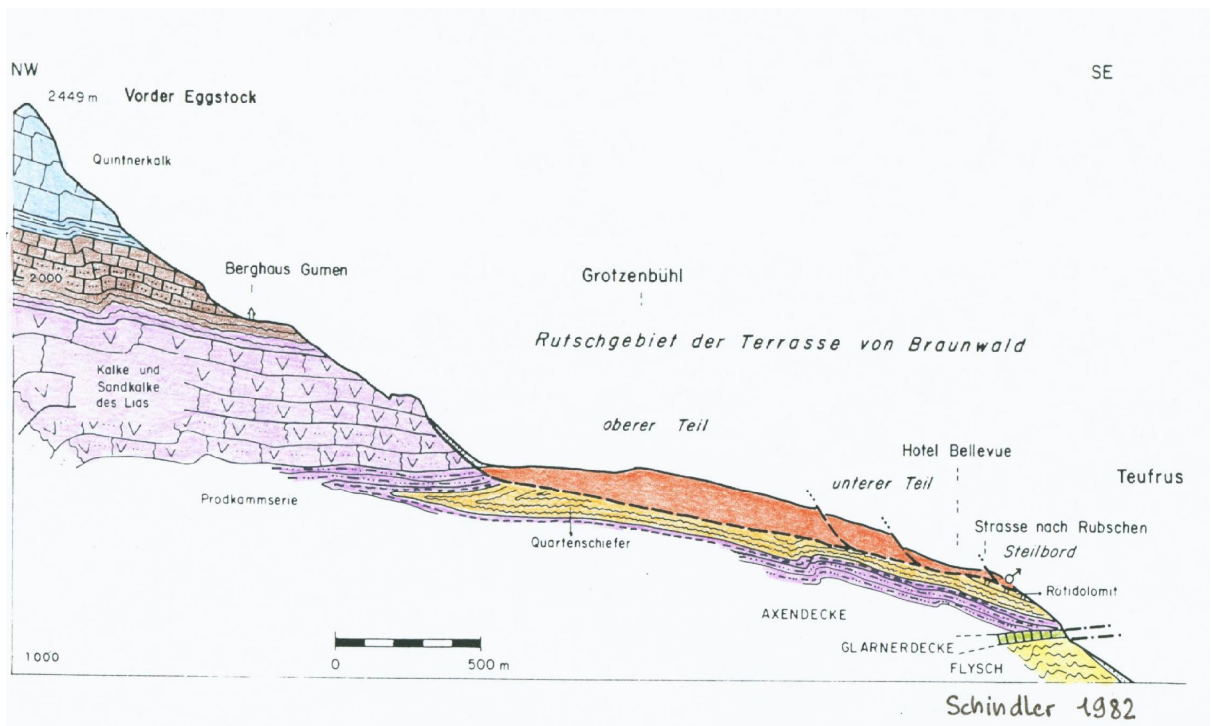 NW
SE
2449 m Vorder Eggstock
Quintnerkalk
Berghaus Gumen
2000
Grotzenbühl
Rutschgebiet der Terrasse von Braunwald
Kalke und
Sandkalke
des Lias
oberer Teil
Hotel Bellevue
unterer Teil
Teufrus
Prodkammserie
Strasse nach Rubschen
Quartenschiefer
Steilbord
Rötidolomit
AXENDECKE
GLARNERDECKE
FLYSCH
1000
0 500 m
Schindler 1982